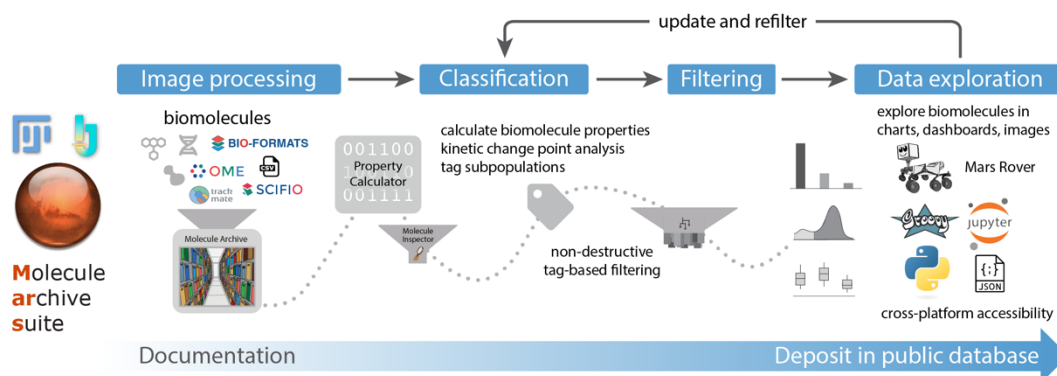 update and refilter
Image processing
Classification
Filtering
Data exploration
biomolecules
BIO-FORMATS
OME
CSV
track
mate
SCIFIO
Molecule Archive
001100
Property
Calculator
001111
Molecule
Inspector
calculate biomolecule properties
kinetic change point analysis
tag subpopulations
non-destructive
tag-based filtering
explore biomolecules in
charts, dashboards, images
Mars Rover
Groovy
jupyter
{:}
JSON
cross-platform accessibility
Molecule
archive
suite
Documentation
Deposit in public database